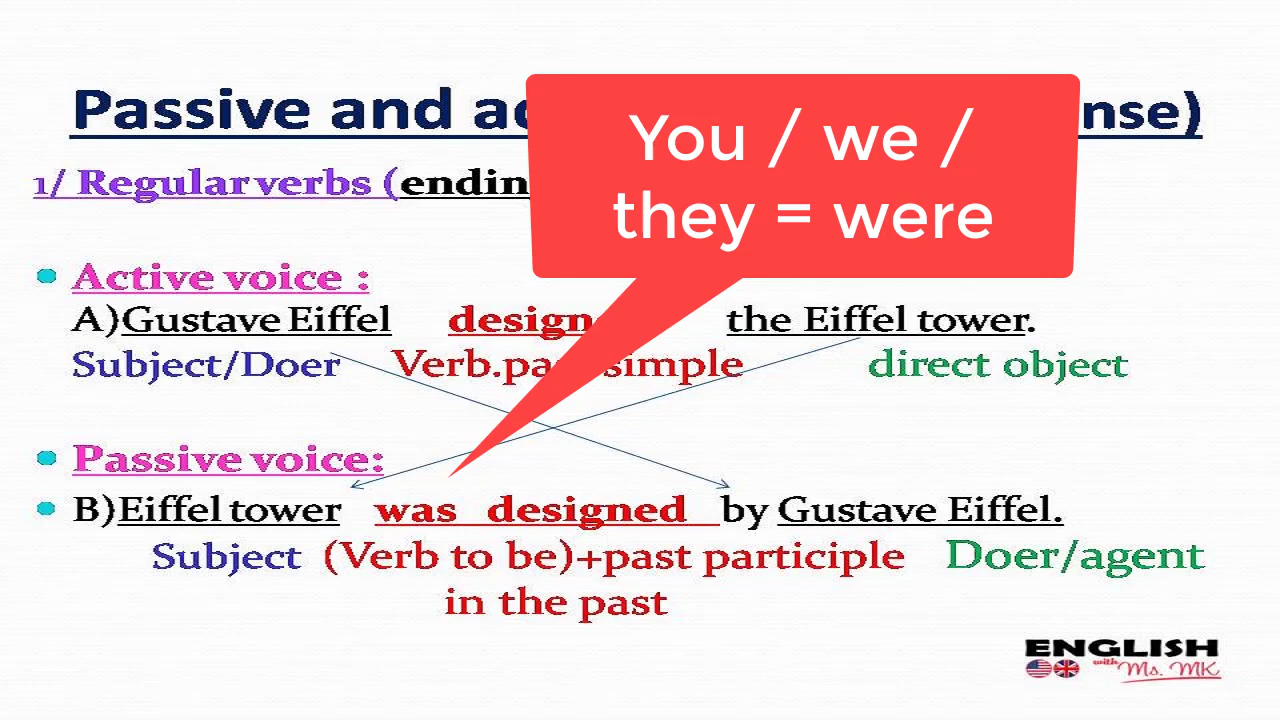 Passive and ac nse)
You / we /
they = were
1/ Regular verbs (endin
Active voice :
A)Gustave Eiffel design the Eiffel tower.
Subject/Doer Verb.pa simple direct object
Passive voice:
B)Eiffel tower was designed by Gustave Eiffel.
Subject (Verb to be)+past participle Doer/agent
in the past
ENGLISH
with Ms. MK